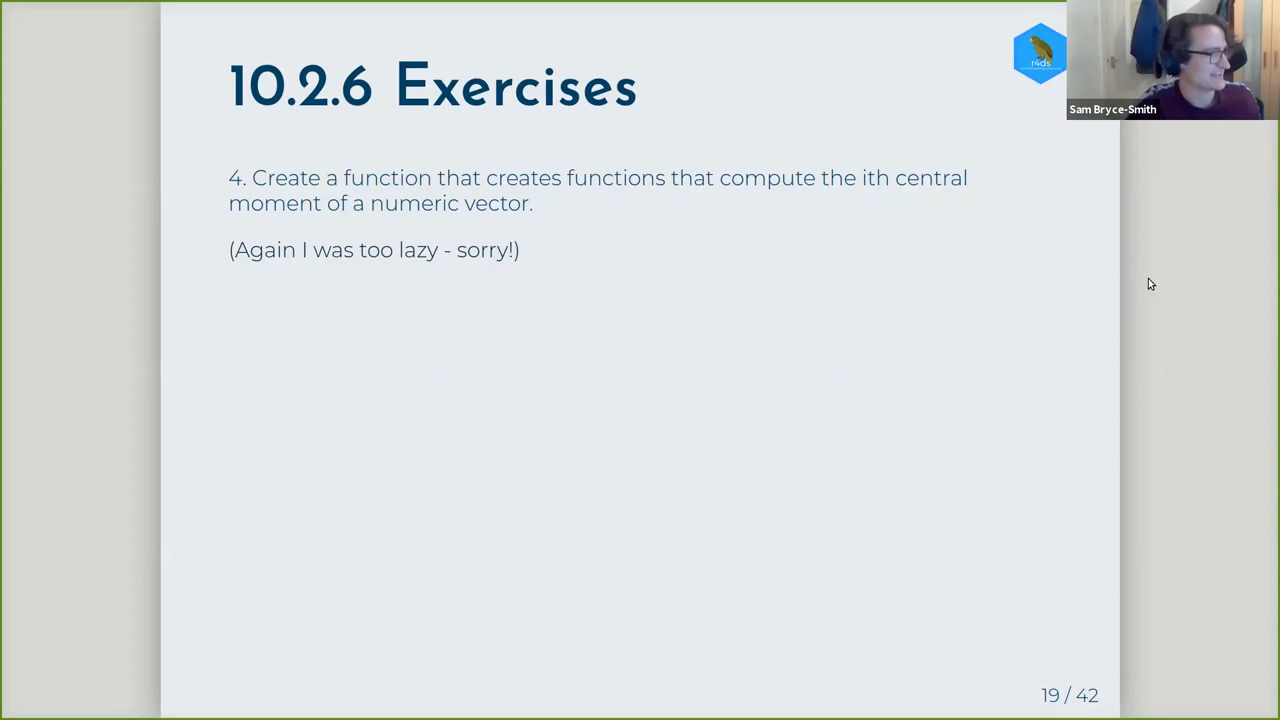 10.2.6 Exercises
r4ds
Sam Bryce-Smith
4. Create a function that creates functions that compute the ith central
moment of a numeric vector.
(Again I was too lazy - sorry!)
19 / 42